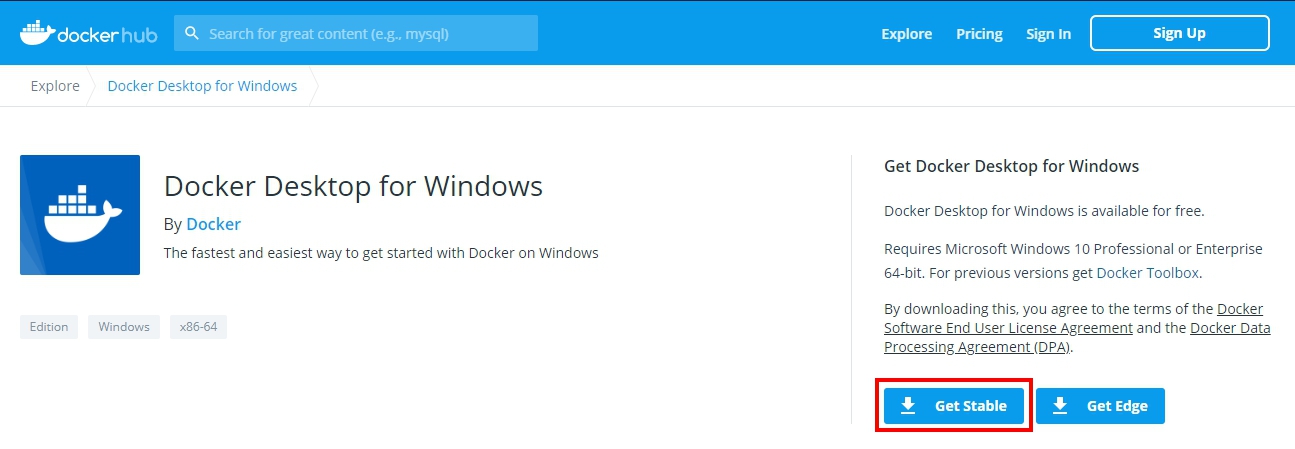 dockerhub
Search for great content (e.g., mysql)
Explore
Pricing
Sign In
Sign Up
Explore
Docker Desktop for Windows
Docker Desktop for Windows
By Docker
The fastest and easiest way to get started with Docker on Windows
Edition
Windows
x86-64
Get Docker Desktop for Windows
Docker Desktop for Windows is available for free.
Requires Microsoft Windows 10 Professional or Enterprise
64-bit. For previous versions get Docker Toolbox.
By downloading this, you agree to the terms of the Docker
Software End User License Agreement and the Docker Data
Processing Agreement (DPA).
Get Stable
Get Edge